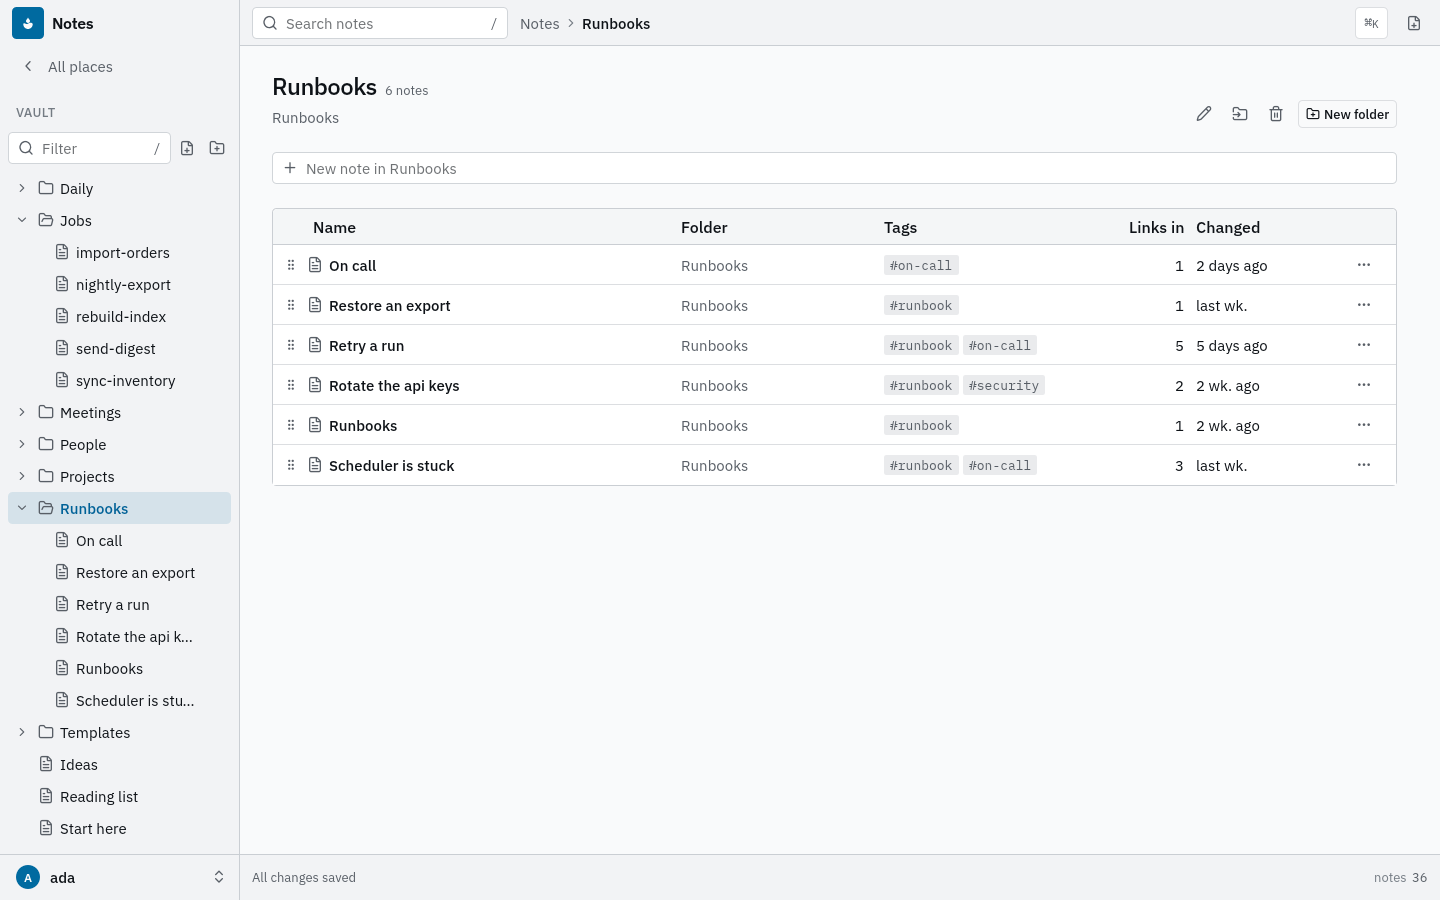 Notes
All places
VAULT
Filter /
Daily
Jobs
import-orders
nightly-export
rebuild-index
send-digest
sync-inventory
Meetings
People
Projects
Runbooks
On call
Restore an export
Retry a run
Rotate the api k...
Runbooks
Scheduler is stu...
Templates
Ideas
Reading list
Start here
A ada
Search notes /
Notes > Runbooks
⌘K
Runbooks 6 notes
Runbooks
New folder
New note in Runbooks
Name Folder Tags Links in Changed
On call Runbooks #on-call 1 2 days ago
Restore an export Runbooks #runbook 1 last wk.
Retry a run Runbooks #runbook #on-call 5 5 days ago
Rotate the api keys Runbooks #runbook #security 2 2 wk. ago
Runbooks Runbooks #runbook 1 2 wk. ago
Scheduler is stuck Runbooks #runbook #on-call 3 last wk.
All changes saved
notes 36